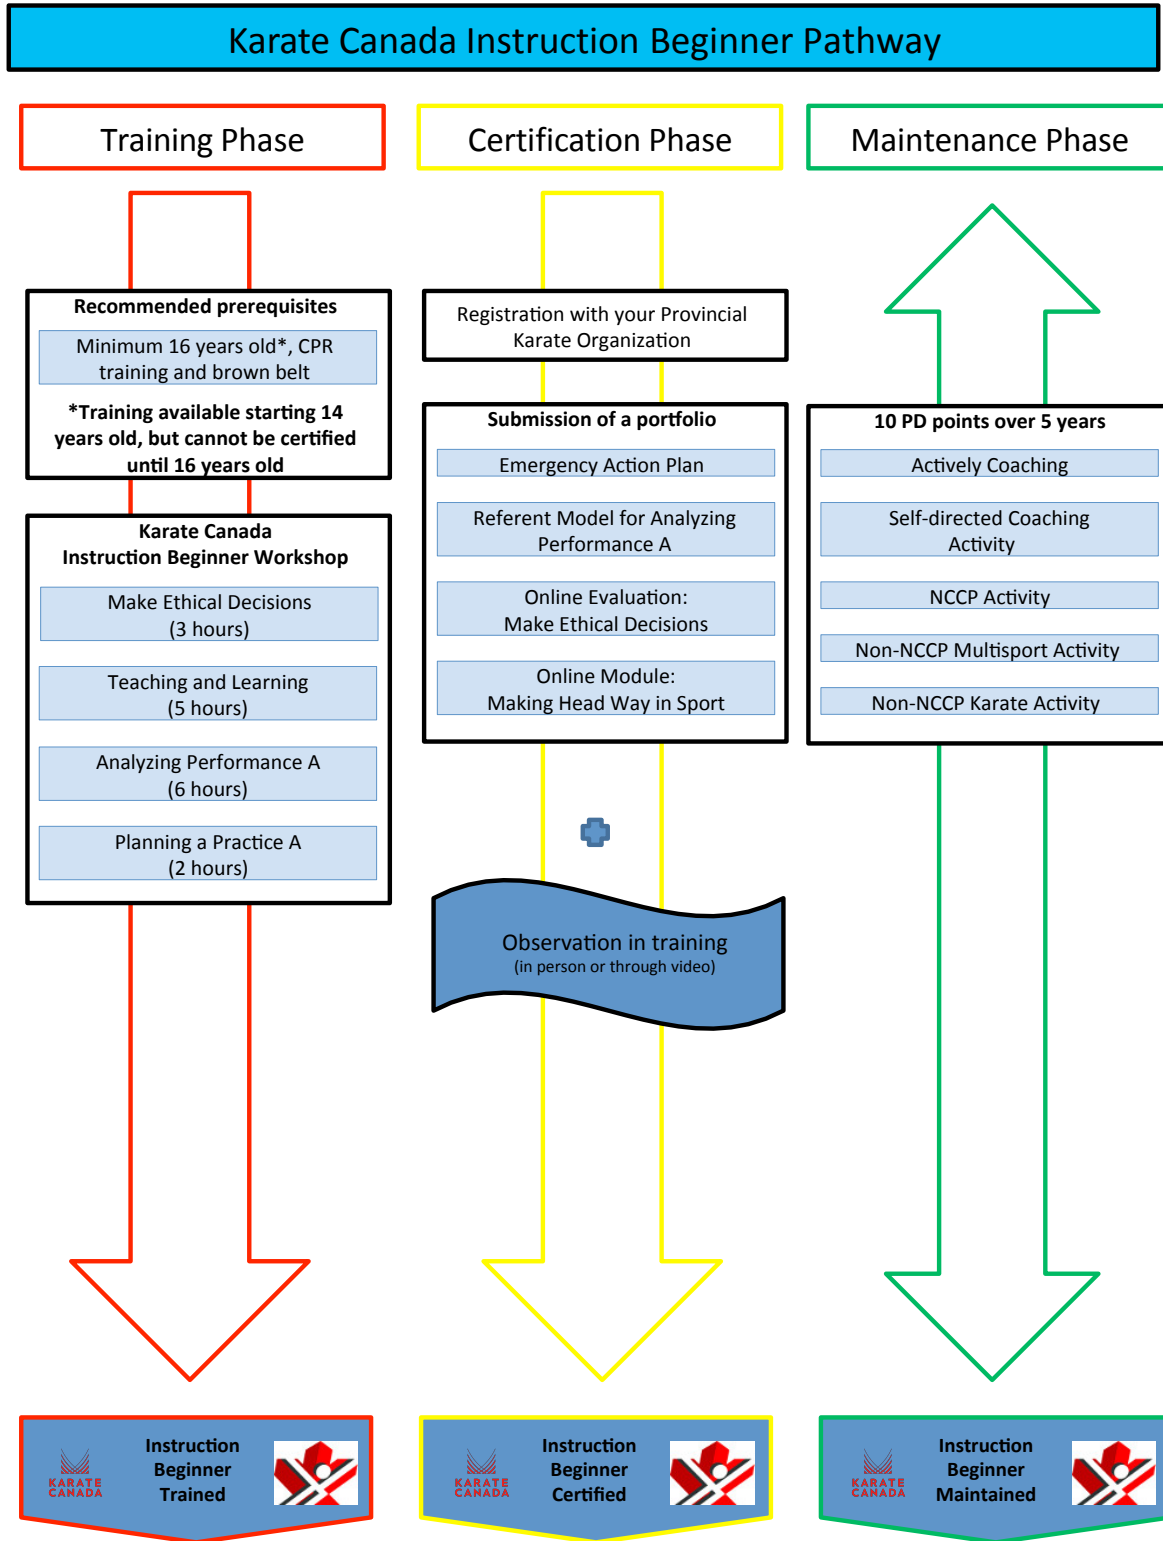 Karate Canada Instruction Beginner Pathway
Training Phase
Recommended prerequisites
Minimum 16 years old*, CPR
training and brown belt
*Training available starting 14
years old, but cannot be certified
until 16 years old
Karate Canada
Instruction Beginner Workshop
Make Ethical Decisions
(3 hours)
Teaching and Learning
(5 hours)
Analyzing Performance A
(6 hours)
Planning a Practice A
(2 hours)
KARATE
CANADA
Instruction
Beginner
Trained
Certification Phase
Registration with your Provincial
Karate Organization
Submission of a portfolio
Emergency Action Plan
Referent Model for Analyzing
Performance A
Online Evaluation:
Make Ethical Decisions
Online Module:
Making Head Way in Sport
Observation in training
(in person or through video)
KARATE
CANADA
Instruction
Beginner
Certified
Maintenance Phase
10 PD points over 5 years
Actively Coaching
Self-directed Coaching
Activity
NCCP Activity
Non-NCCP Multisport Activity
Non-NCCP Karate Activity
KARATE
CANADA
Instruction
Beginner
Maintained